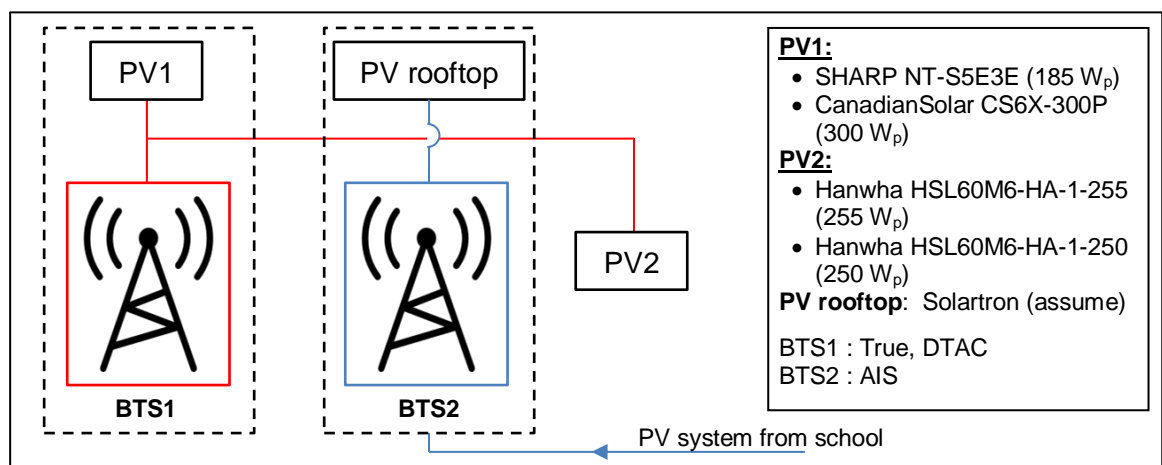 PV1
PV rooftop
PV2
BTS1
BTS2
PV system from school
PV1:
• SHARP NT-S5E3E (185 Wp)
• CanadianSolar CS6X-300P
(300 Wp)
PV2:
• Hanwha HSL60M6-HA-1-255
(255 Wp)
• Hanwha HSL60M6-HA-1-250
(250 Wp)
PV rooftop: Solartron (assume)
BTS1 : True, DTAC
BTS2 : AIS